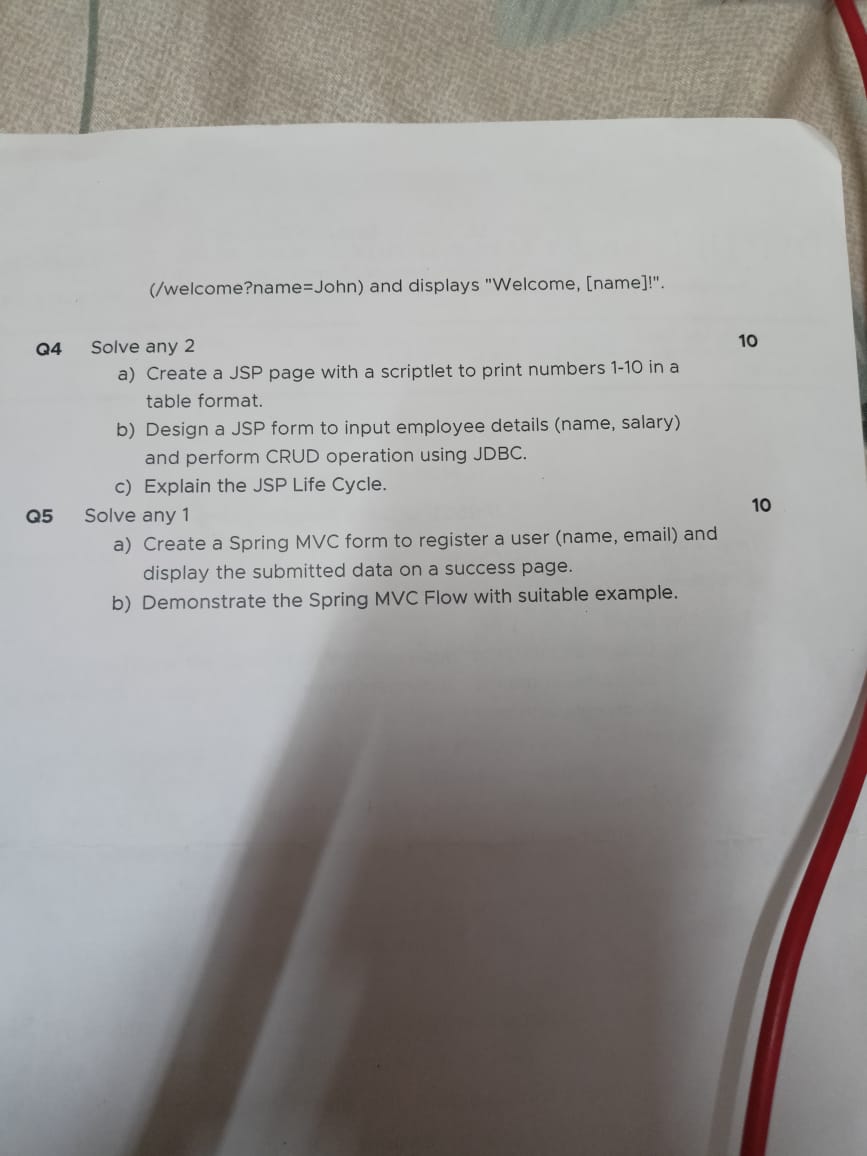 (/welcome?name=John) and displays "Welcome, [name]!".
Q4 Solve any 2 10
a) Create a JSP page with a scriptlet to print numbers 1-10 in a
table format.
b) Design a JSP form to input employee details (name, salary)
and perform CRUD operation using JDBC.
c) Explain the JSP Life Cycle.
Q5 Solve any 1 10
a) Create a Spring MVC form to register a user (name, email) and
display the submitted data on a success page.
b) Demonstrate the Spring MVC Flow with suitable example.